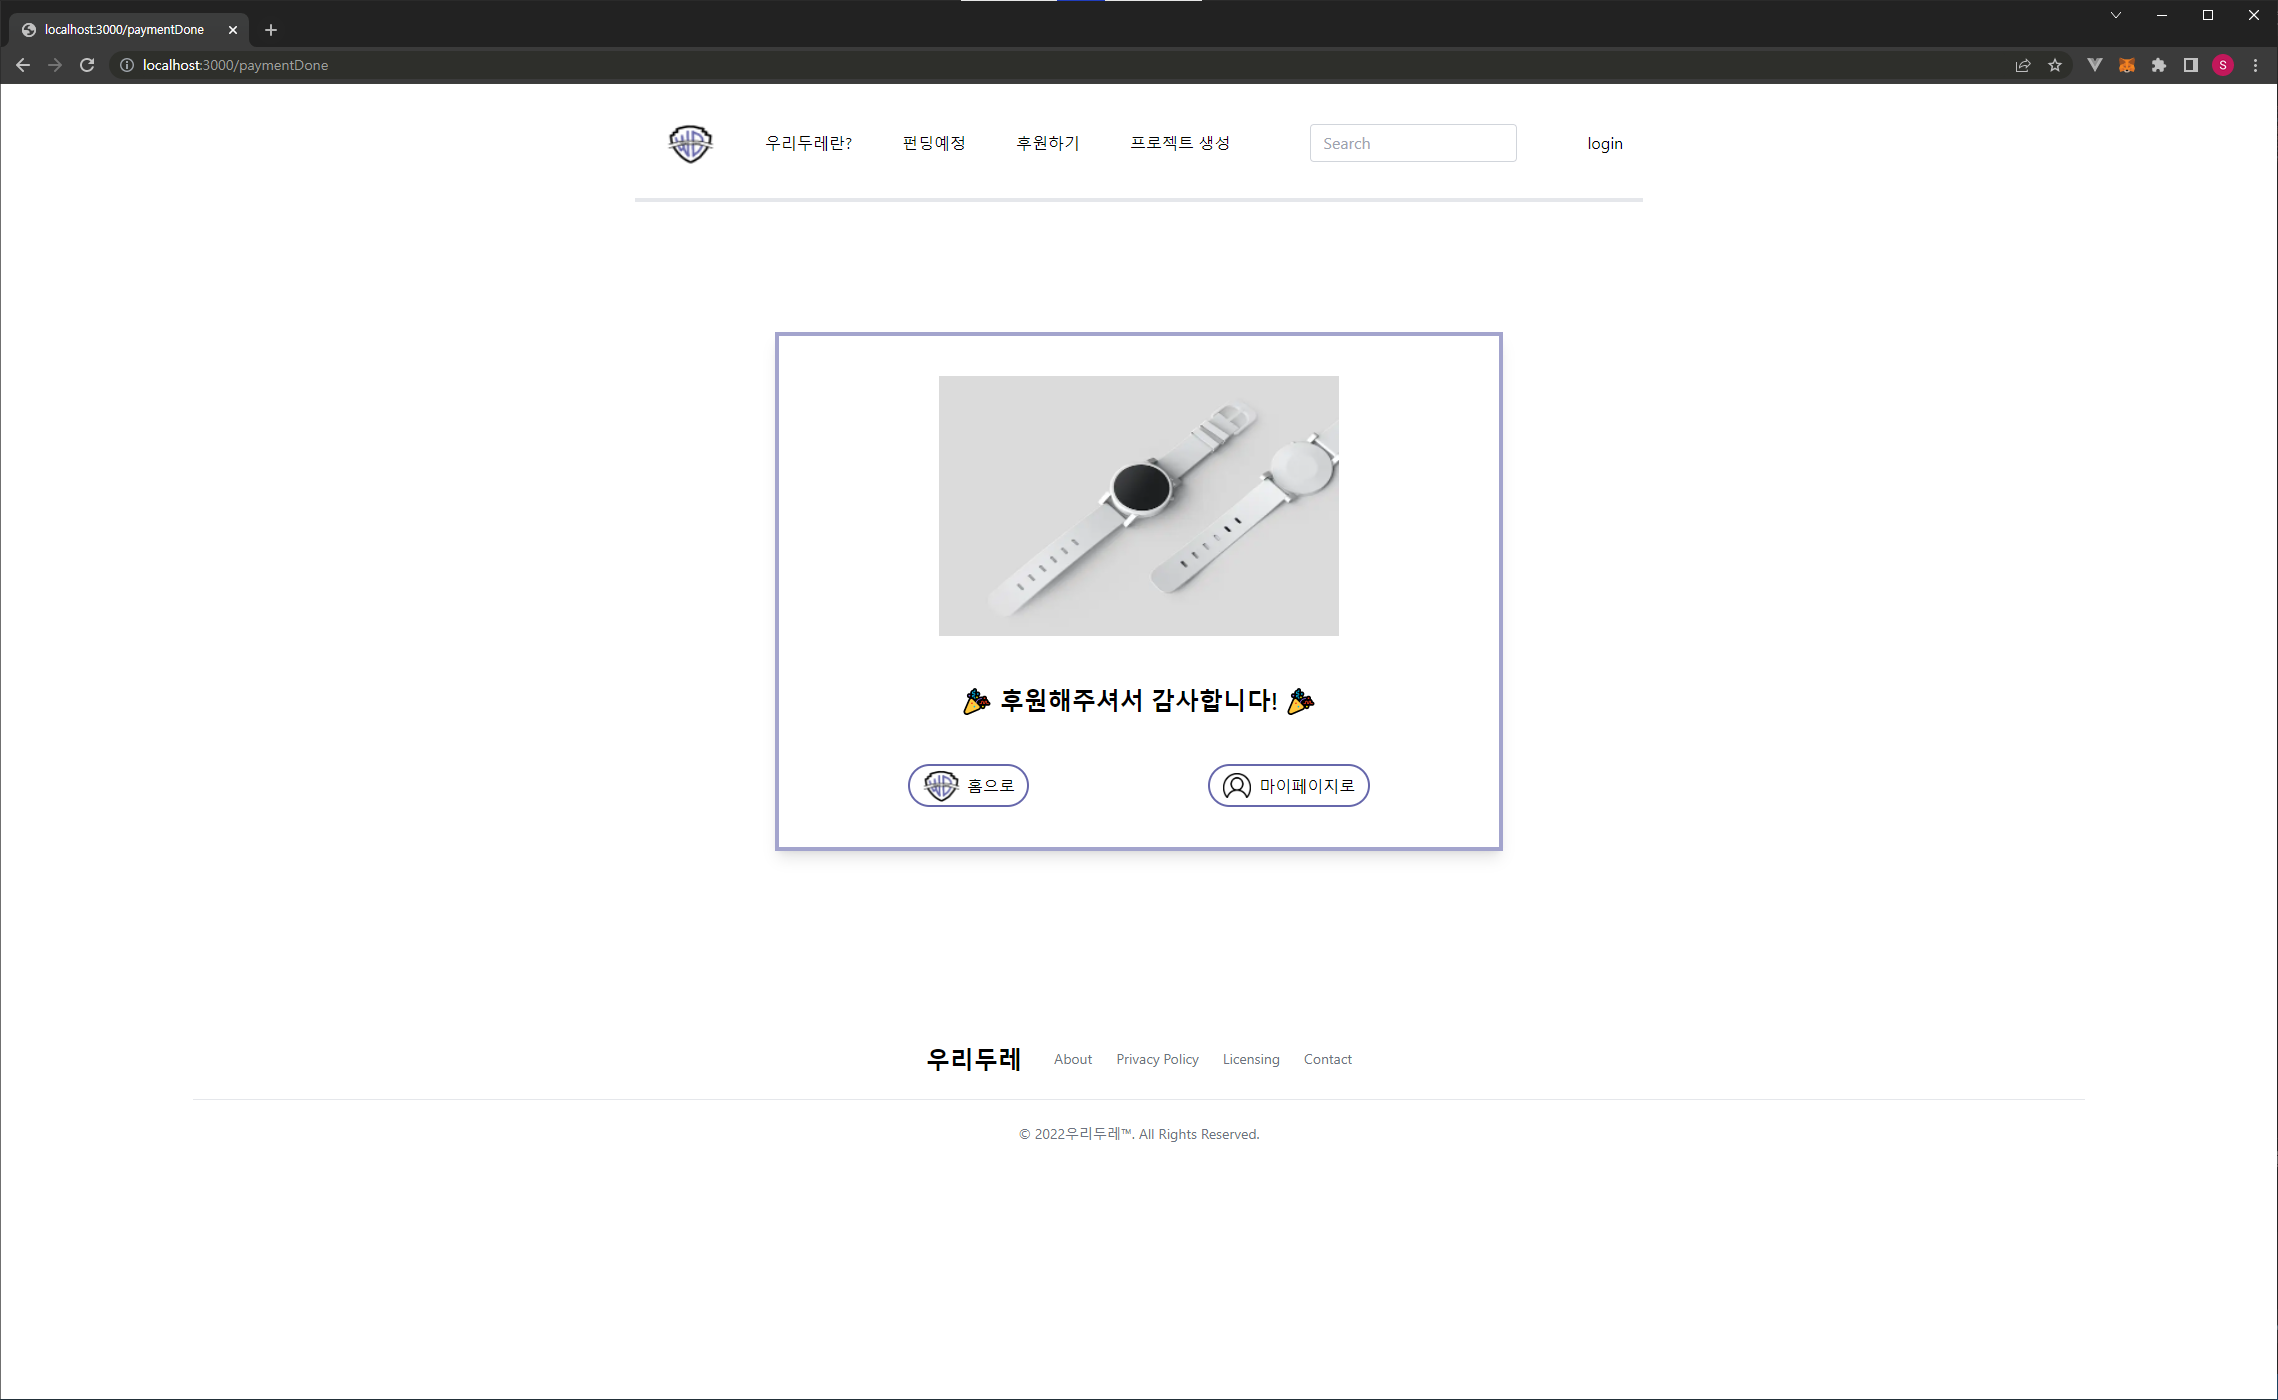 localhost:3000/paymentDone
localhost:3000/paymentDone
S
WD 우리두레란? 펀딩예정 후원하기 프로젝트 생성 Search login
🎉 후원해주셔서 감사합니다! 🎉
WD 홈으로 마이페이지로
우리두레 About Privacy Policy Licensing Contact
© 2022우리두레™. All Rights Reserved.